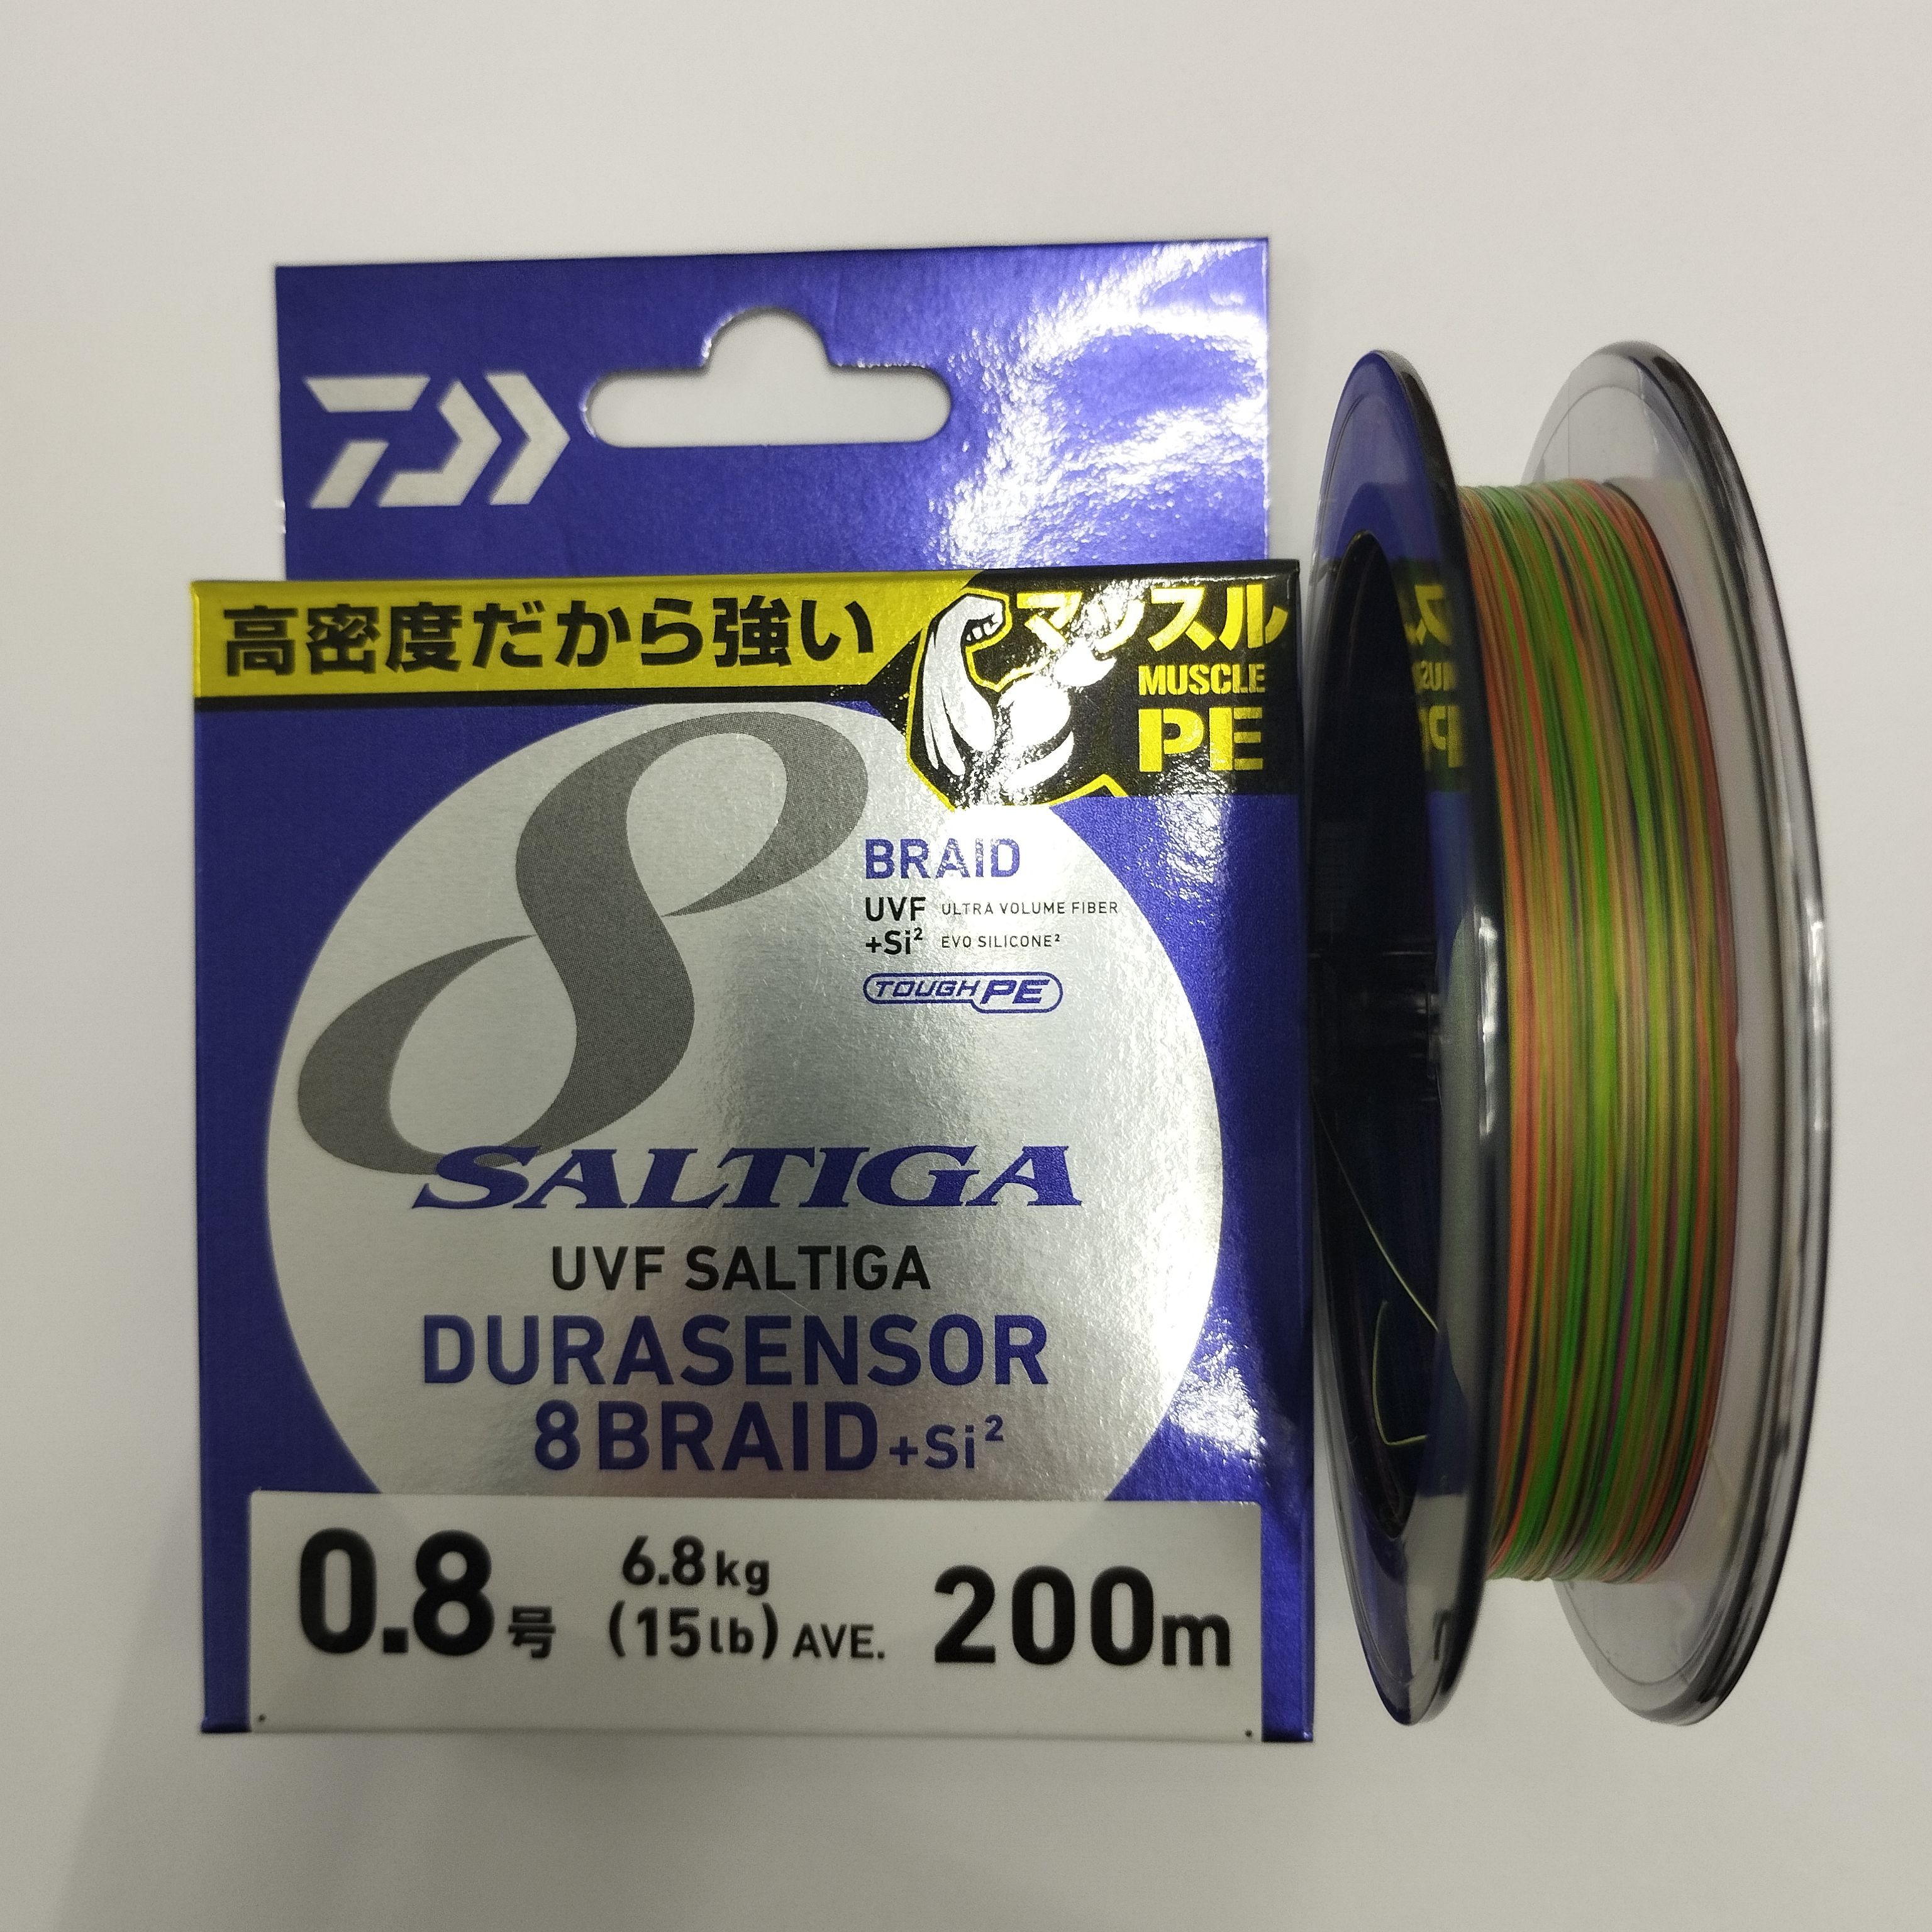 高密度だから強い
マッスル
MUSCLE
PE
8
BRAID
UVF ULTRA VOLUME FIBER
+Si² EVO SILICONE²
TOUGH PE
SALTIGA
UVF SALTIGA
DURASENSOR
8BRAID+Si²
0.8号 6.8kg (15lb) AVE. 200m